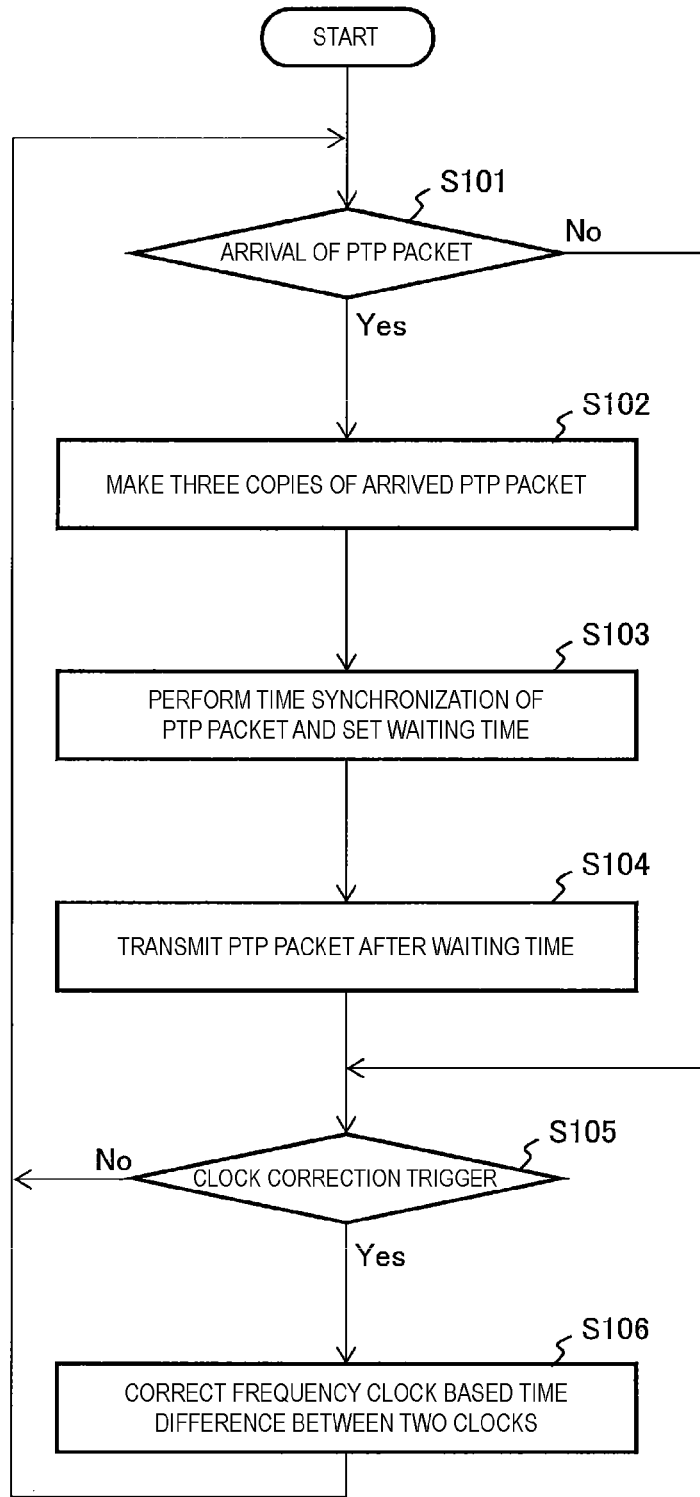 START
S101
ARRIVAL OF PTP PACKET
No
Yes
S102
MAKE THREE COPIES OF ARRIVED PTP PACKET
S103
PERFORM TIME SYNCHRONIZATION OF
PTP PACKET AND SET WAITING TIME
S104
TRANSMIT PTP PACKET AFTER WAITING TIME
S105
No
CLOCK CORRECTION TRIGGER
Yes
S106
CORRECT FREQUENCY CLOCK BASED TIME
DIFFERENCE BETWEEN TWO CLOCKS